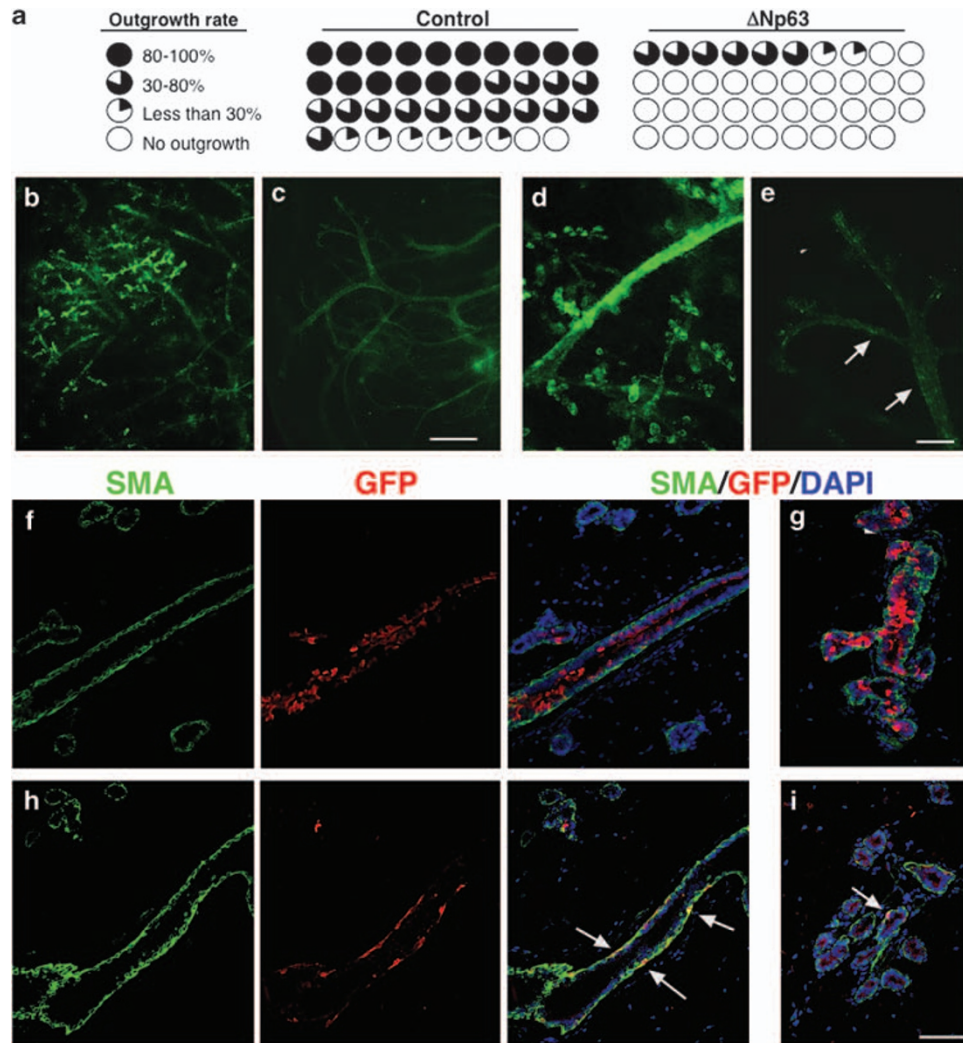 a
Outgrowth rate
Control
ΔNp63
80-100%
30-80%
Less than 30%
No outgrowth
b
c
d
e
SMA
GFP
SMA/GFP/DAPI
f
g
h
i